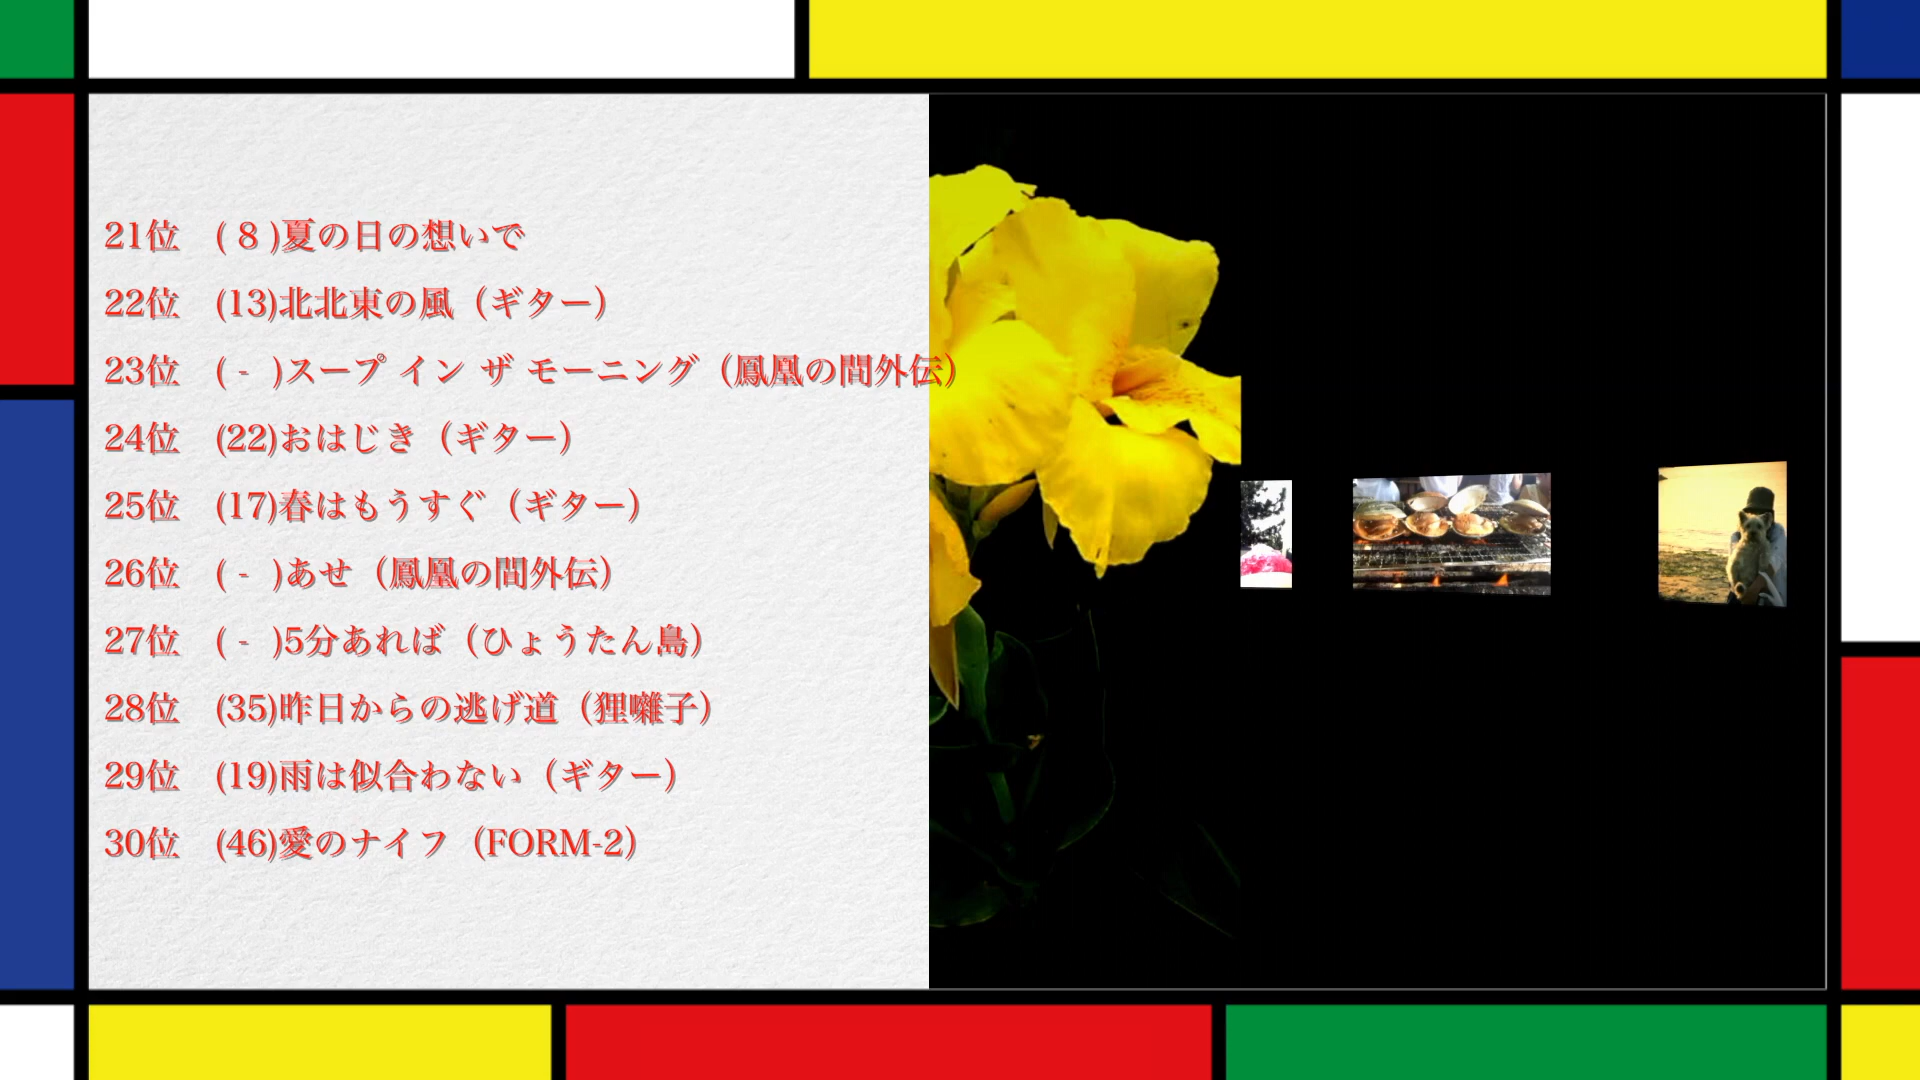 21位　( 8 )夏の日の想いで
22位　(13)北北東の風（ギター）
23位　( -  )スープ イン ザ モーニング（鳳凰の間外伝）
24位　(22)おはじき（ギター）
25位　(17)春はもうすぐ（ギター）
26位　( -  )あせ（鳳凰の間外伝）
27位　( -  )5分あれば（ひょうたん島）
28位　(35)昨日からの逃げ道（狸囃子）
29位　(19)雨は似合わない（ギター）
30位　(46)愛のナイフ（FORM-2）